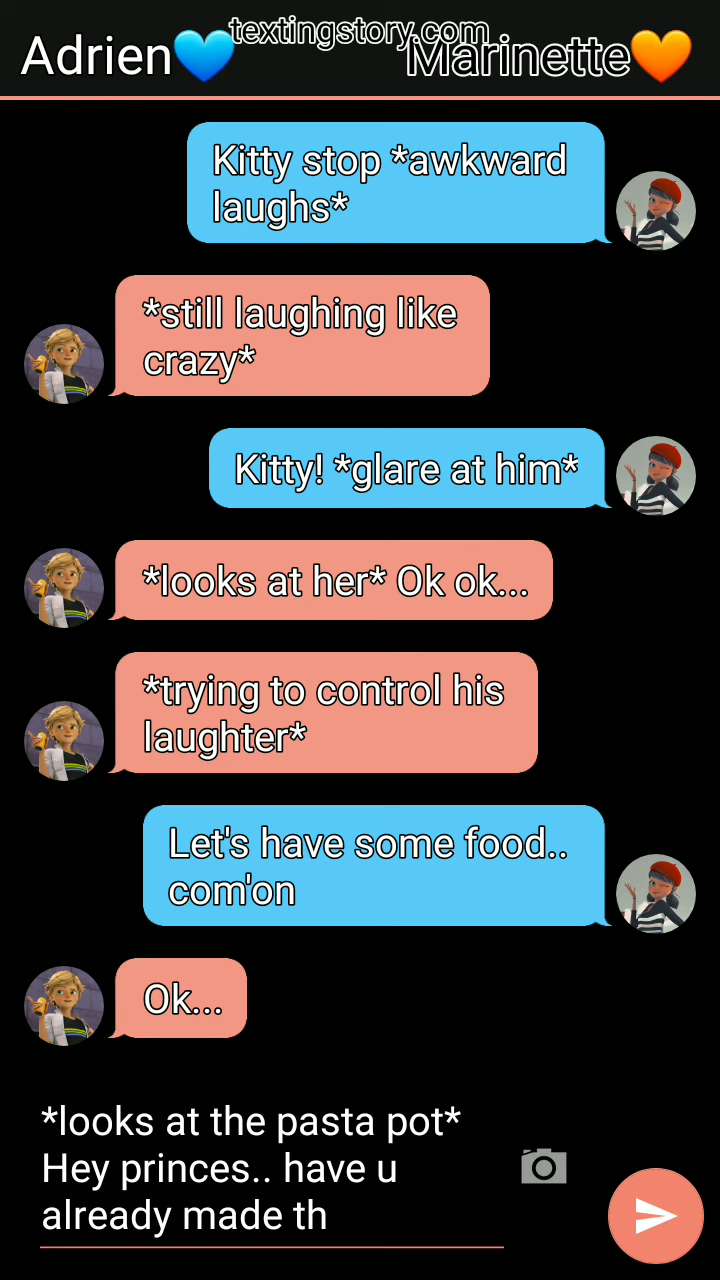 textingstory.com
Adrien💙 Marinette🧡
Kitty stop *awkward
laughs*
*still laughing like
crazy*
Kitty! *glare at him*
*looks at her* Ok ok...
*trying to control his
laughter*
Let's have some food..
com'on
Ok...
*looks at the pasta pot*
Hey princes.. have u
already made th